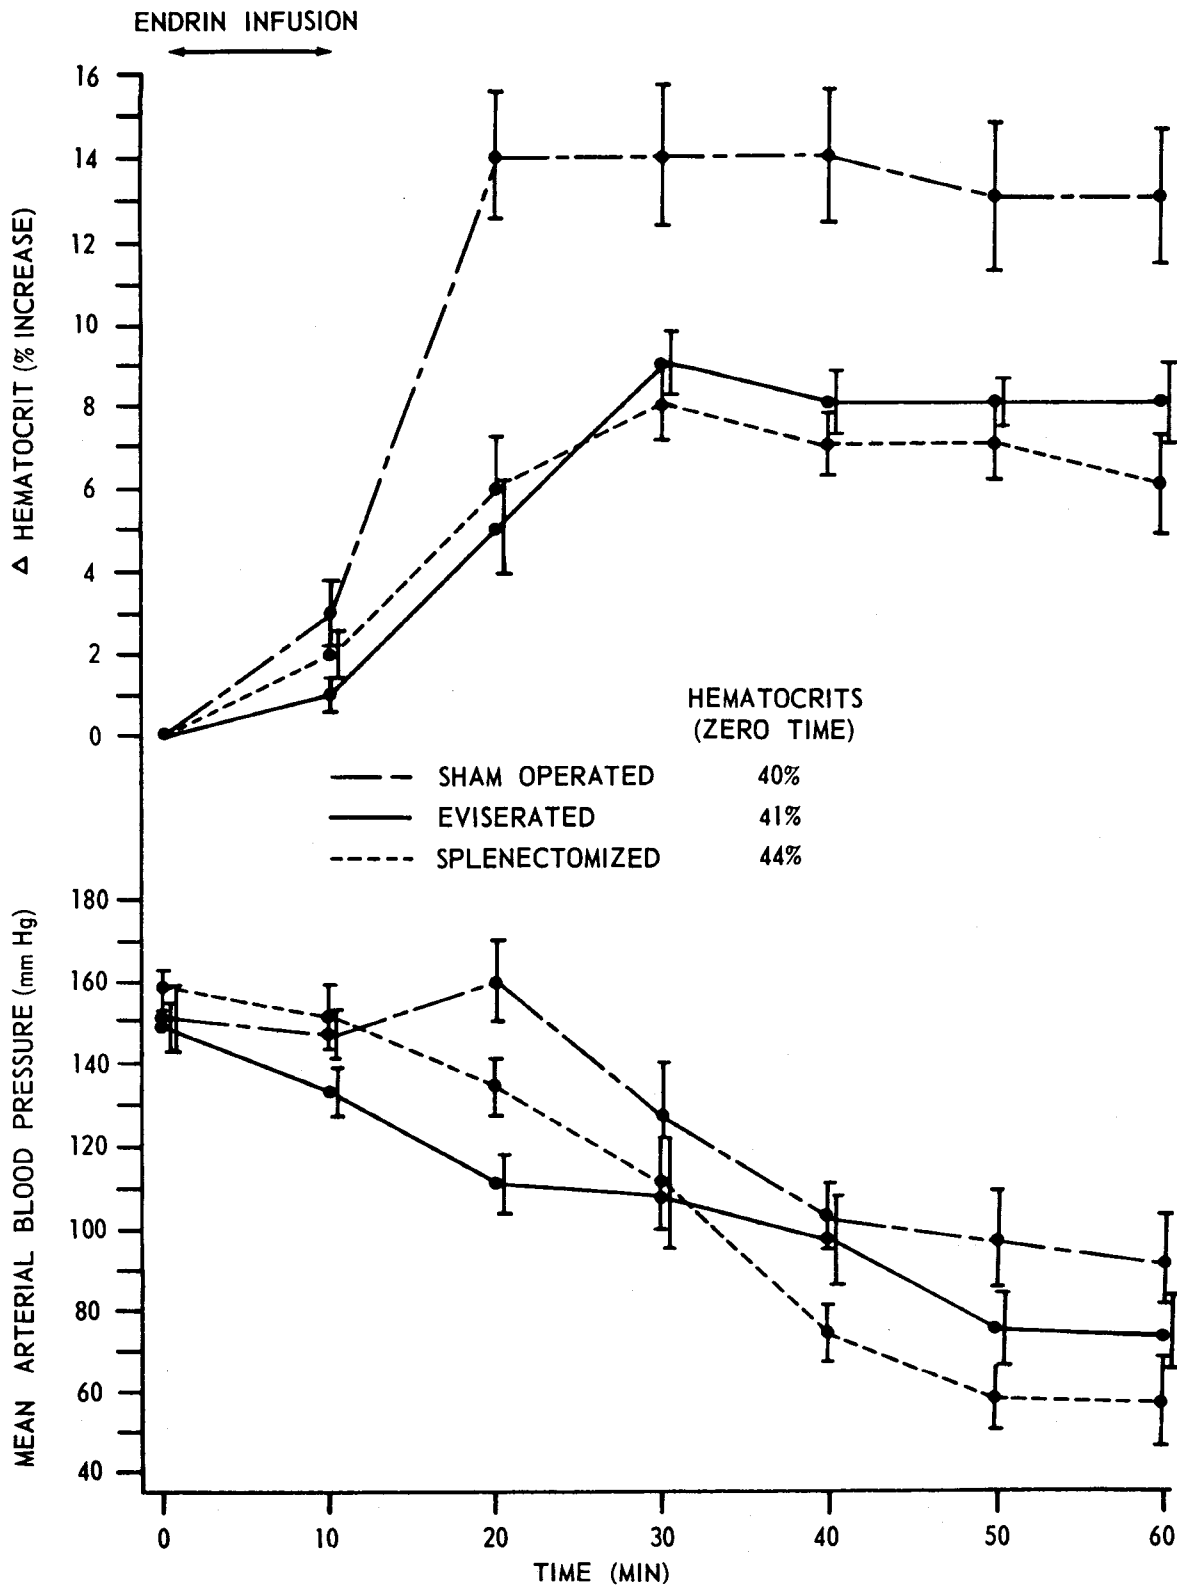 ENDRIN INFUSION
Δ HEMATOCRIT (% INCREASE)
16
14
12
10
8
6
4
2
0
HEMATOCRITS
(ZERO TIME)
SHAM OPERATED 40%
EVISERATED 41%
SPLENECTOMIZED 44%
MEAN ARTERIAL BLOOD PRESSURE (mm Hg)
180
160
140
120
100
80
60
40
0 10 20 30 40 50 60
TIME (MIN)